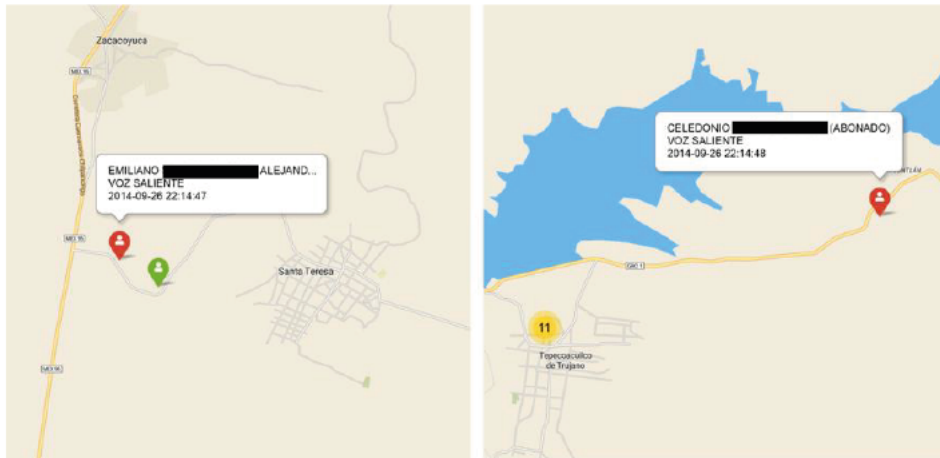 Zacacoyuca
MEX 95
EMILIANO ALEJAND...
VOZ SALIENTE
2014-09-26 22:14:47
MEX 95
Santa Teresa
MEX 95
CELEDONIO (ABONADO)
VOZ SALIENTE
2014-09-26 22:14:48
GRO 1
11
Tepecoacuilco
de Trujano